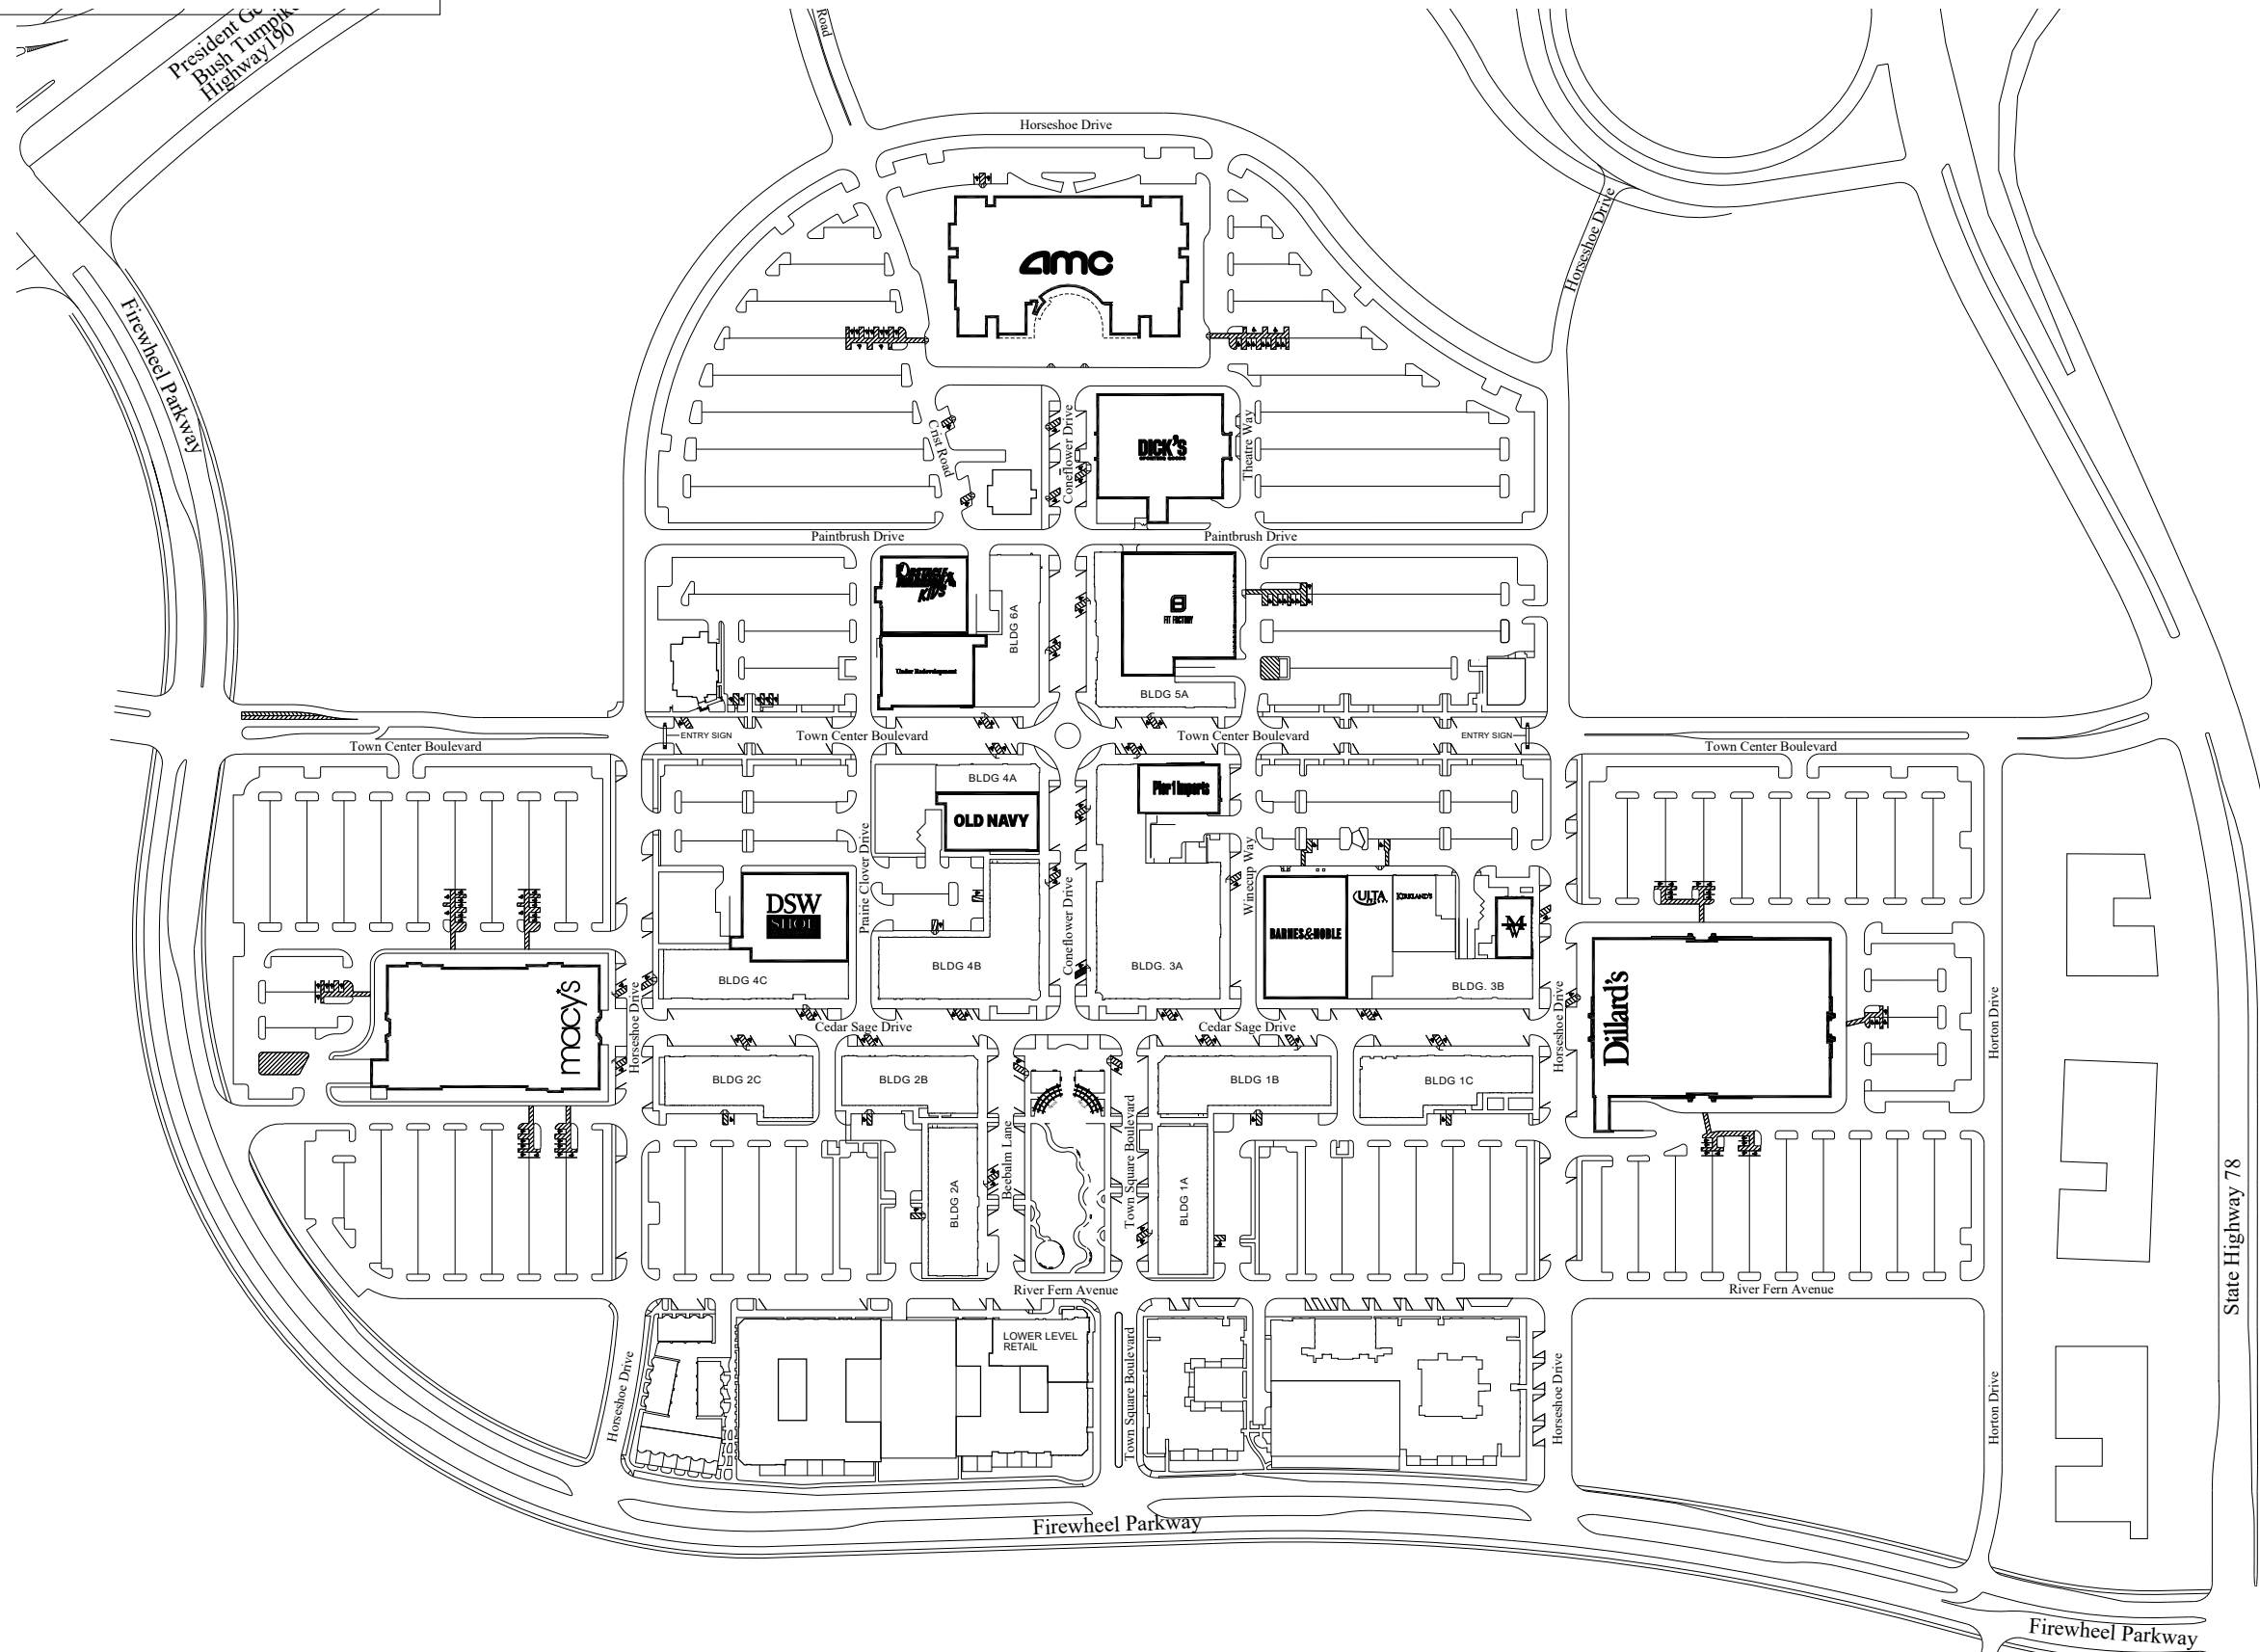 President Ge
Bush Turnpike
Highway190
Road
Horseshoe Drive
Horseshoe Drive
Firewheel Parkway
amc
DICK'S
SPORTING GOODS
Crist Road
Coneflower Drive
Theatre Way
Paintbrush Drive
Paintbrush Drive
KIDS
BLDG 6A
Under Redevelopment
FIT FACTORY
BLDG 5A
ENTRY SIGN
Town Center Boulevard
Town Center Boulevard
ENTRY SIGN
Town Center Boulevard
Town Center Boulevard
BLDG 4A
OLD NAVY
Pier 1 imports
Prairie Clover Drive
Coneflower Drive
Winecup Way
DSW
SHOE
BARNES&NOBLE
ULTA
KIRKLAND'S
BLDG 4C
BLDG 4B
BLDG. 3A
BLDG. 3B
macy's
Dillard's
Horseshoe Drive
Horseshoe Drive
Horton Drive
Cedar Sage Drive
Cedar Sage Drive
BLDG 2C
BLDG 2B
BLDG 1B
BLDG 1C
Beebalm Lane
Town Square Boulevard
BLDG 2A
BLDG 1A
State Highway 78
River Fern Avenue
River Fern Avenue
LOWER LEVEL
RETAIL
Horseshoe Drive
Town Square Boulevard
Horseshoe Drive
Horton Drive
Firewheel Parkway
Firewheel Parkway